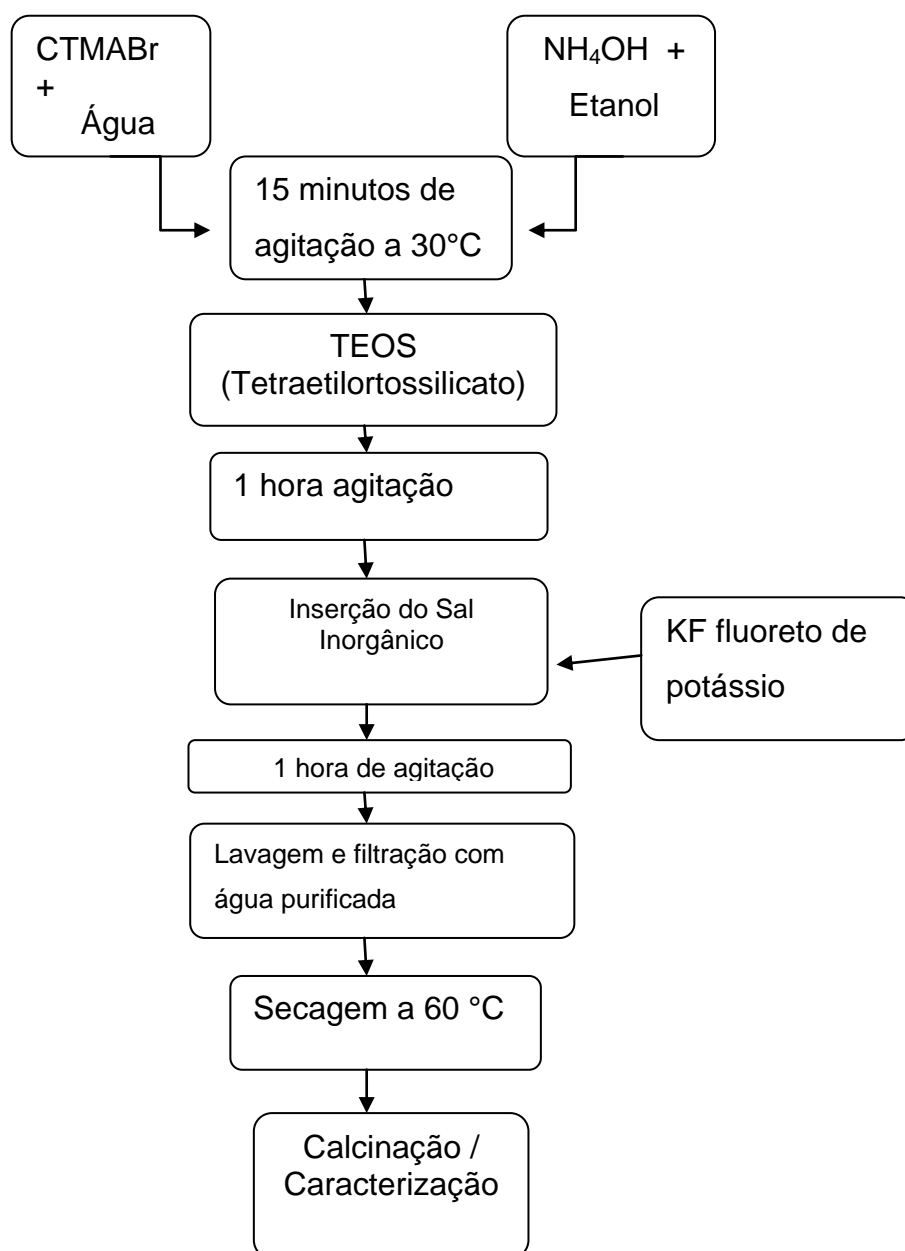 CTMABr
+
Água
NH₄OH +
Etanol
15 minutos de
agitação a 30°C
TEOS
(Tetraetilortossilicato)
1 hora agitação
Inserção do Sal
Inorgânico
KF fluoreto de
potássio
1 hora de agitação
Lavagem e filtração com
água purificada
Secagem a 60 °C
Calcinação /
Caracterização